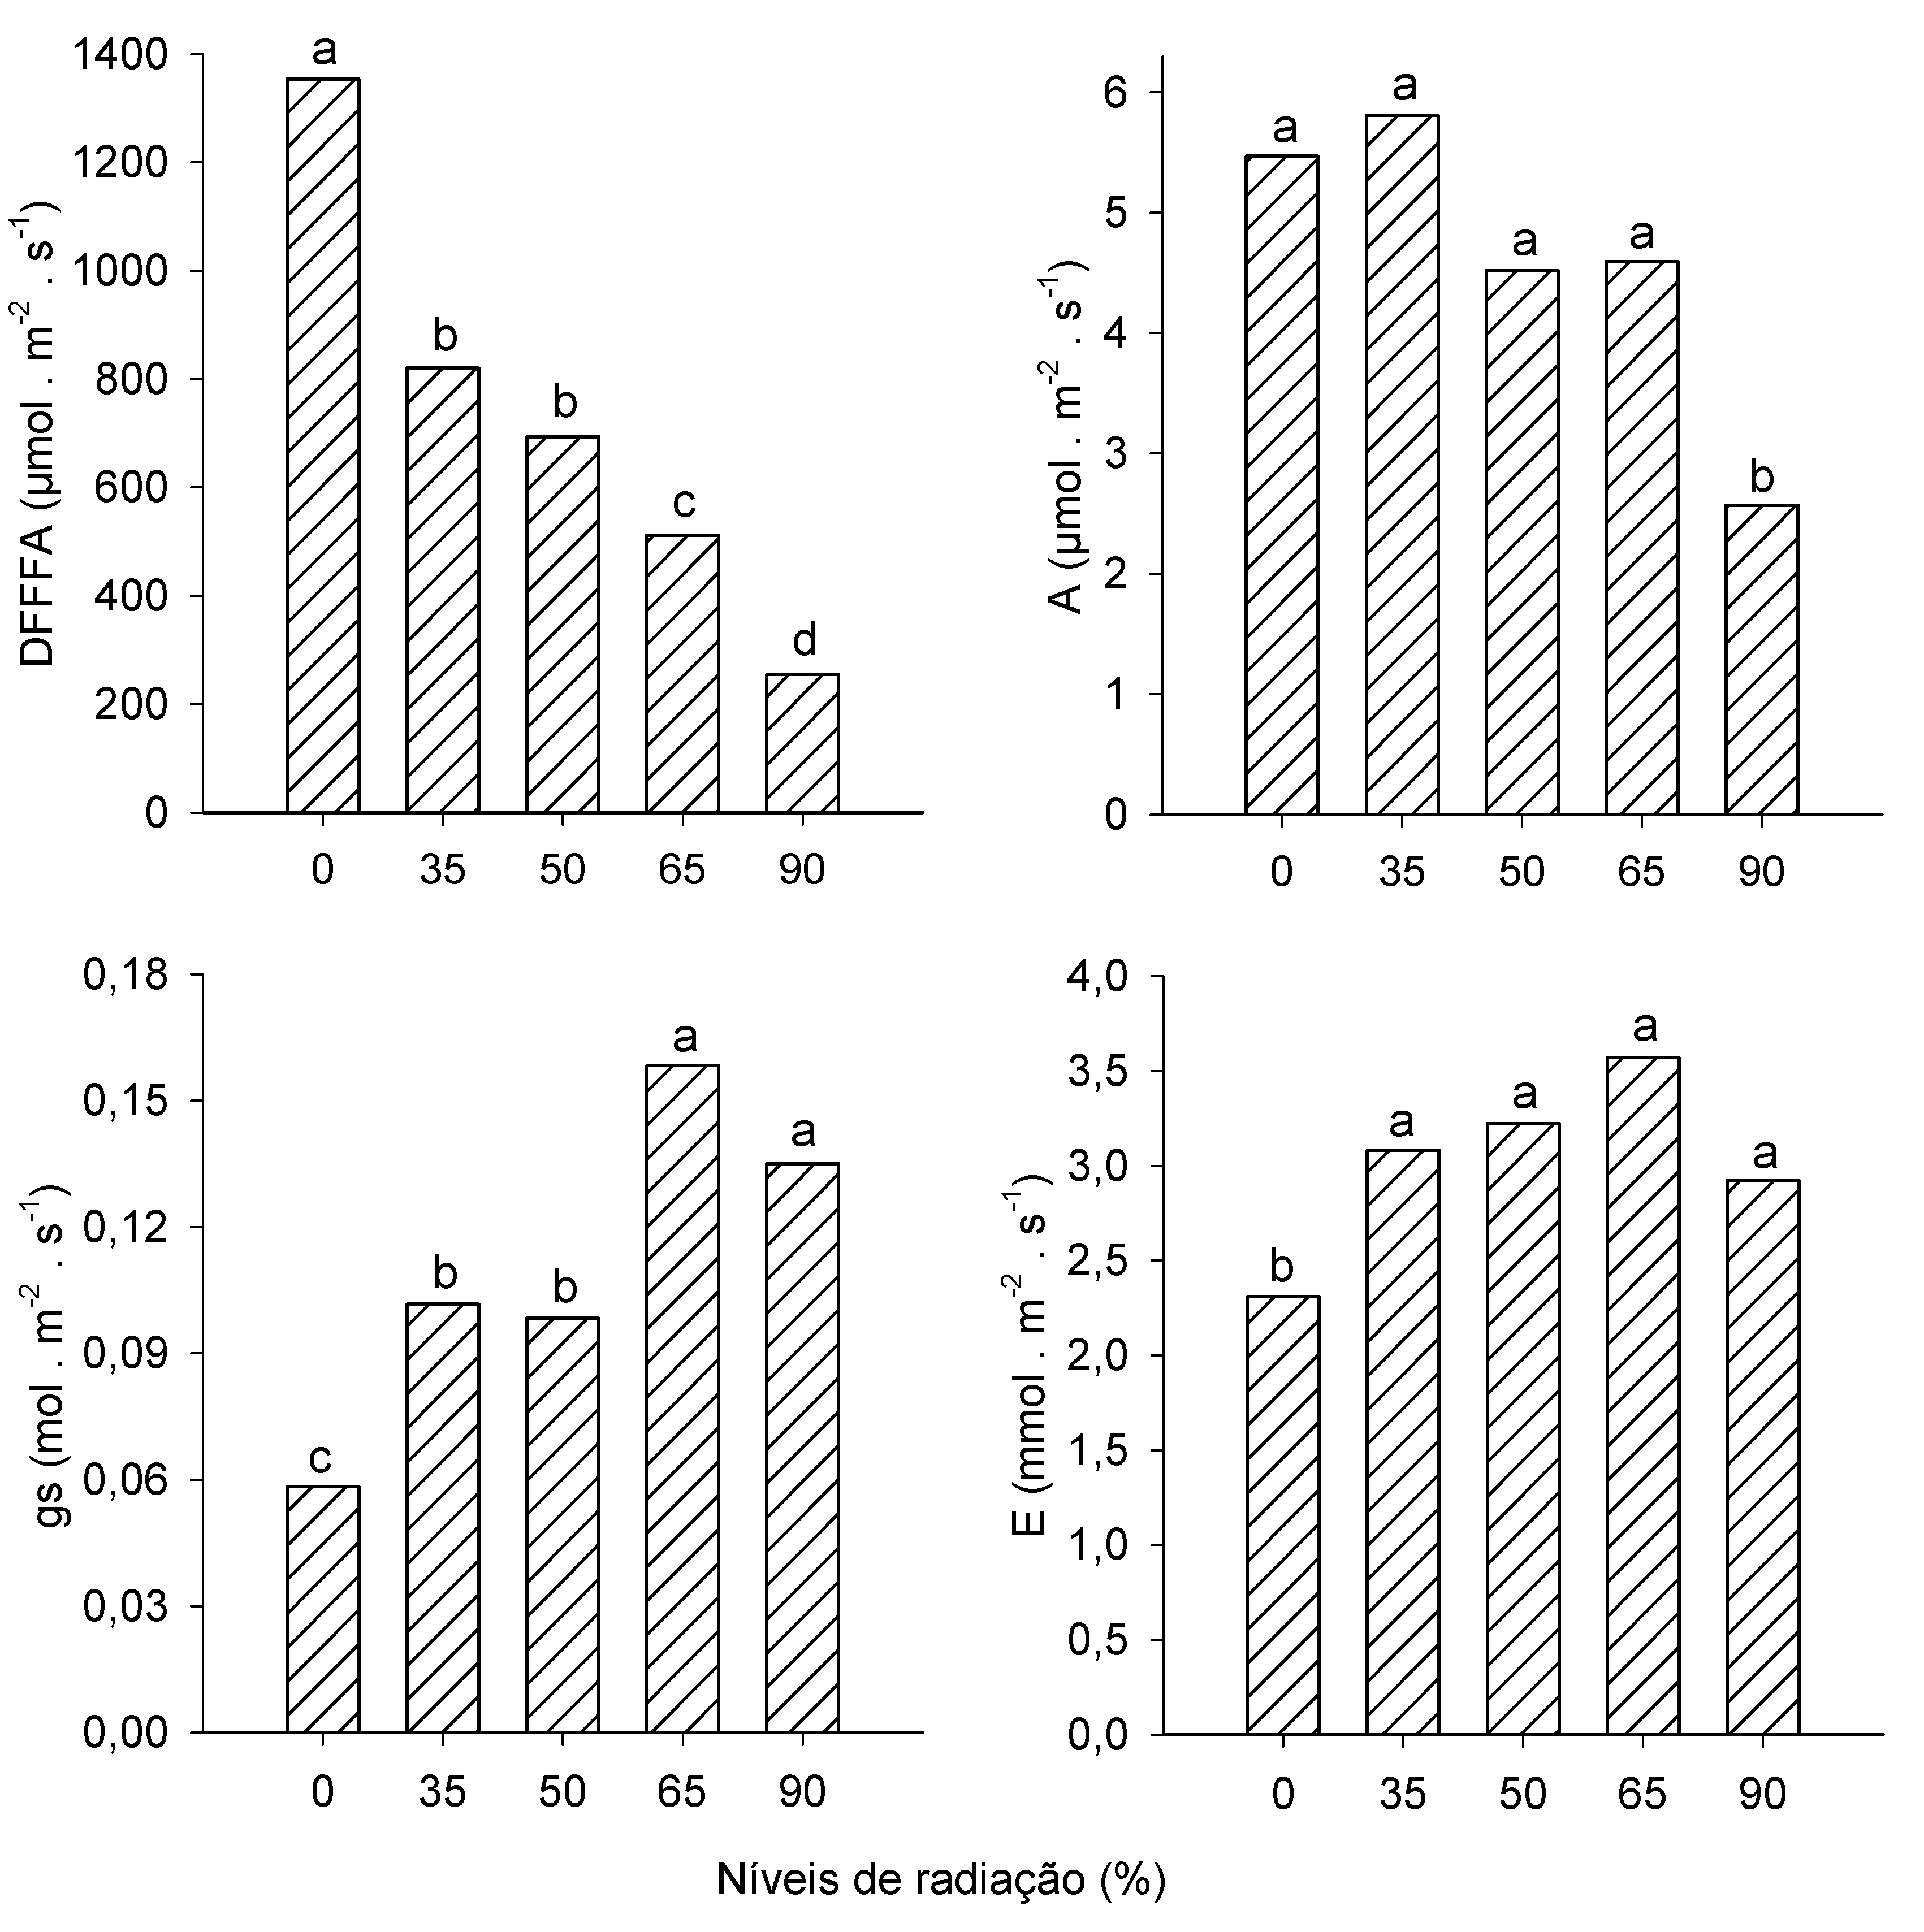 DFFFA (µmol . m-2 . s-1)
1400
1200
1000
800
600
400
200
0
a
b
b
c
d
0 35 50 65 90
A (µmol . m-2 . s-1)
6
5
4
3
2
1
0
a
a
a
a
b
0 35 50 65 90
gs (mol . m-2 . s-1)
0,18
0,15
0,12
0,09
0,06
0,03
0,00
c
b
b
a
a
0 35 50 65 90
E (mmol . m-2 . s-1)
4,0
3,5
3,0
2,5
2,0
1,5
1,0
0,5
0,0
b
a
a
a
a
0 35 50 65 90
Níveis de radiação (%)